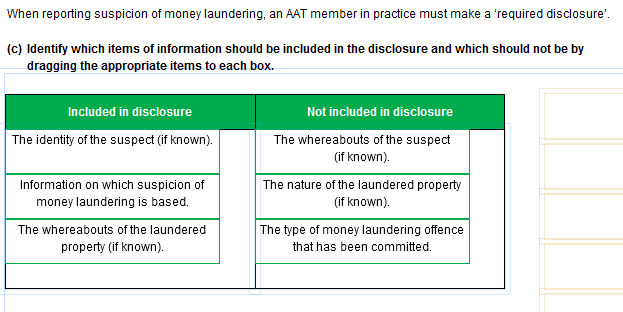 When reporting suspicion of money laundering, an AAT member in practice must make a ‘required disclosure’.
(c) Identify which items of information should be included in the disclosure and which should not be by
dragging the appropriate items to each box.
Included in disclosure
Not included in disclosure
The identity of the suspect (if known).
The whereabouts of the suspect
(if known).
Information on which suspicion of
money laundering is based.
The nature of the laundered property
(if known).
The whereabouts of the laundered
property (if known).
The type of money laundering offence
that has been committed.